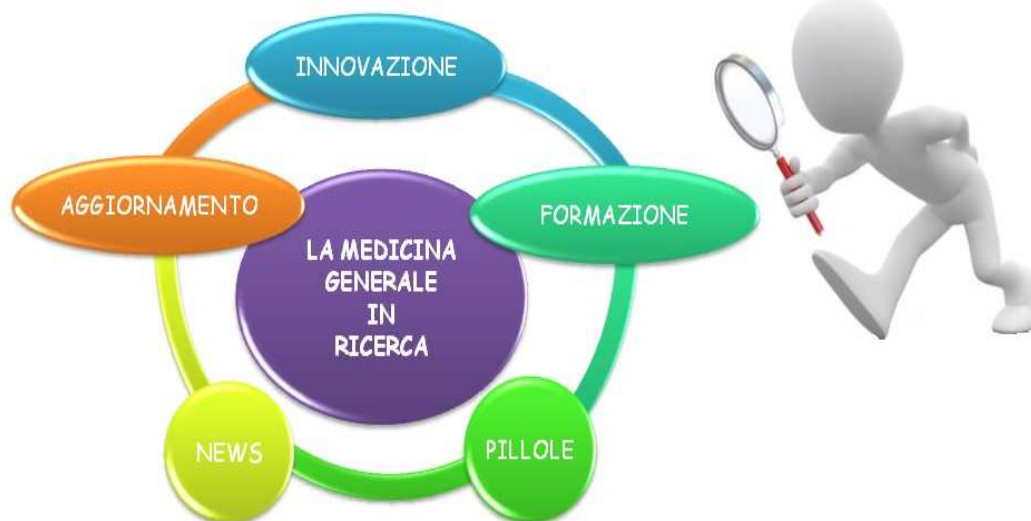 INNOVAZIONE
AGGIORNAMENTO
FORMAZIONE
LA MEDICINA
GENERALE
IN
RICERCA
NEWS
PILLOLE